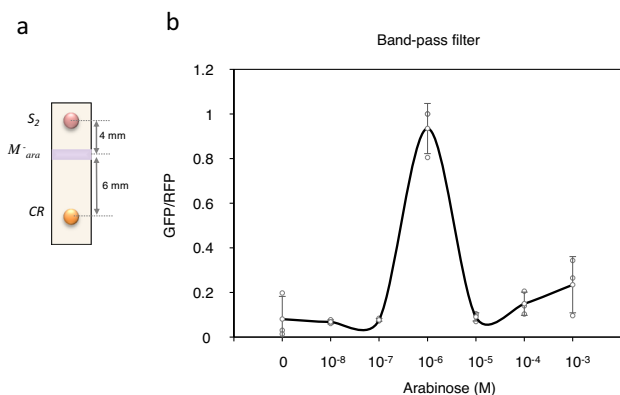 a
S₂
4 mm
M⁻ara
6 mm
CR
b
Band-pass filter
1.2
1
0.8
0.6
0.4
0.2
0
GFP/RFP
0 10⁻⁸ 10⁻⁷ 10⁻⁶ 10⁻⁵ 10⁻⁴ 10⁻³
Arabinose (M)